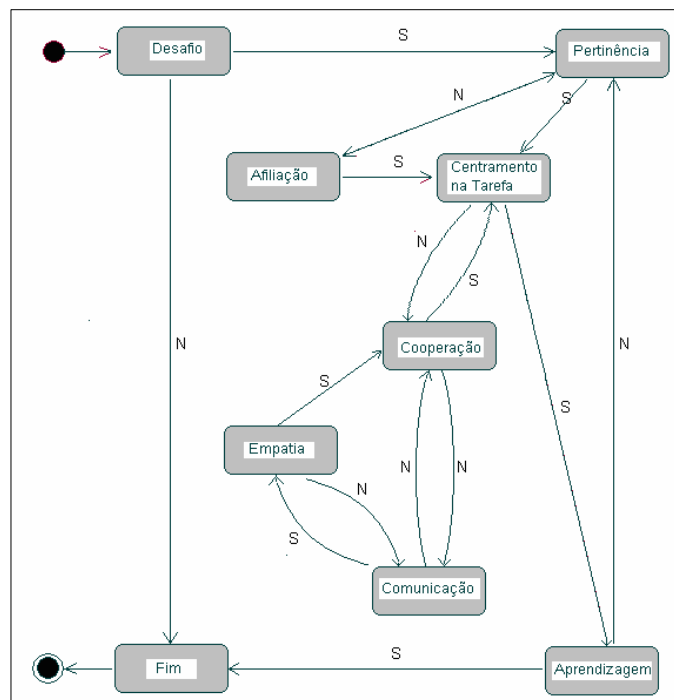 S
Desafio
Pertinência
N
S
S
Afiliação
Centramento
na Tarefa
N
S
N
Cooperação
N
S
S
Empatia
N
N
N
S
Comunicação
S
Fim
Aprendizagem